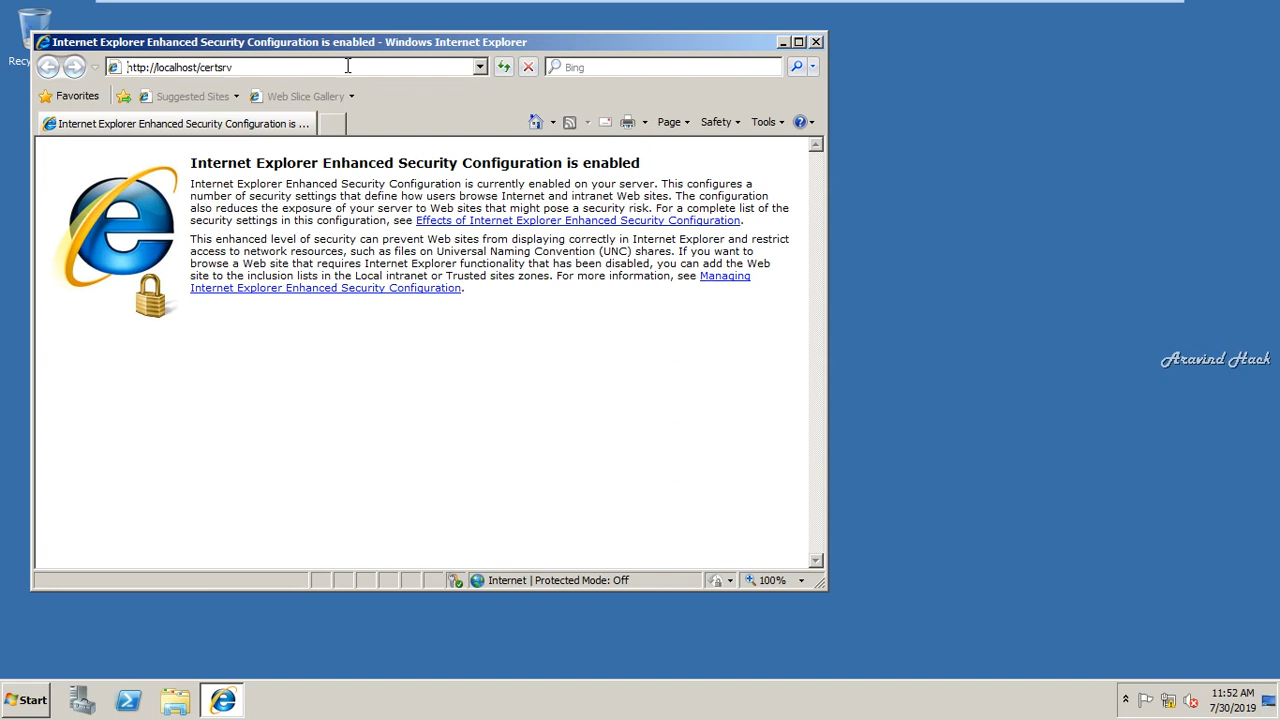 Recy
Internet Explorer Enhanced Security Configuration is enabled - Windows Internet Explorer
http://localhost/certsrv
Bing
Favorites
Suggested Sites
Web Slice Gallery
Internet Explorer Enhanced Security Configuration is ...
Page
Safety
Tools
Internet Explorer Enhanced Security Configuration is enabled
Internet Explorer Enhanced Security Configuration is currently enabled on your server. This configures a
number of security settings that define how users browse Internet and intranet Web sites. The configuration
also reduces the exposure of your server to Web sites that might pose a security risk. For a complete list of the
security settings in this configuration, see Effects of Internet Explorer Enhanced Security Configuration.
This enhanced level of security can prevent Web sites from displaying correctly in Internet Explorer and restrict
access to network resources, such as files on Universal Naming Convention (UNC) shares. If you want to
browse a Web site that requires Internet Explorer functionality that has been disabled, you can add the Web
site to the inclusion lists in the Local intranet or Trusted sites zones. For more information, see Managing
Internet Explorer Enhanced Security Configuration.
Aravind Hack
Internet | Protected Mode: Off
100%
Start
11:52 AM
7/30/2019